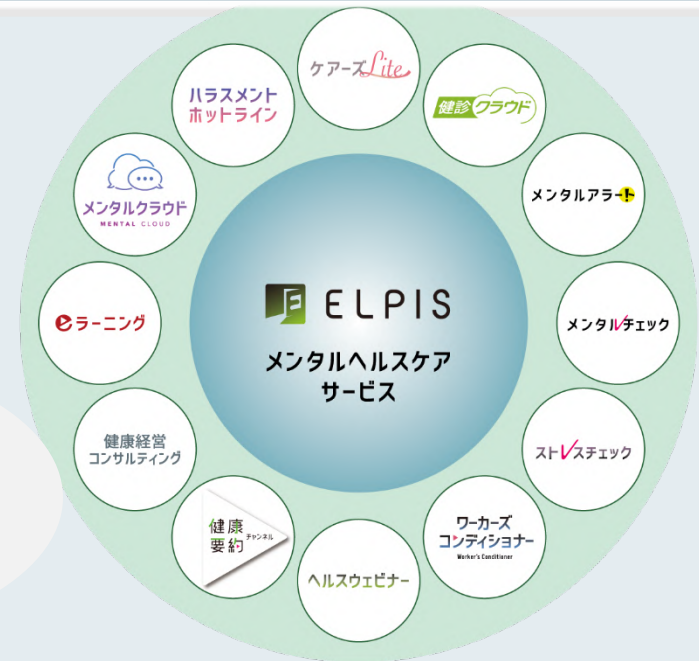 ケアーズLite
健診クラウド
メンタルアラート!
メンタルチェック
ストレスチェック
ワーカーズ
コンディショナー
Worker's Conditioner
ヘルスウェビナー
健康
要約
チャンネル
健康経営
コンサルティング
eラーニング
メンタルクラウド
MENTAL CLOUD
ハラスメント
ホットライン
ELPIS
メンタルヘルスケア
サービス